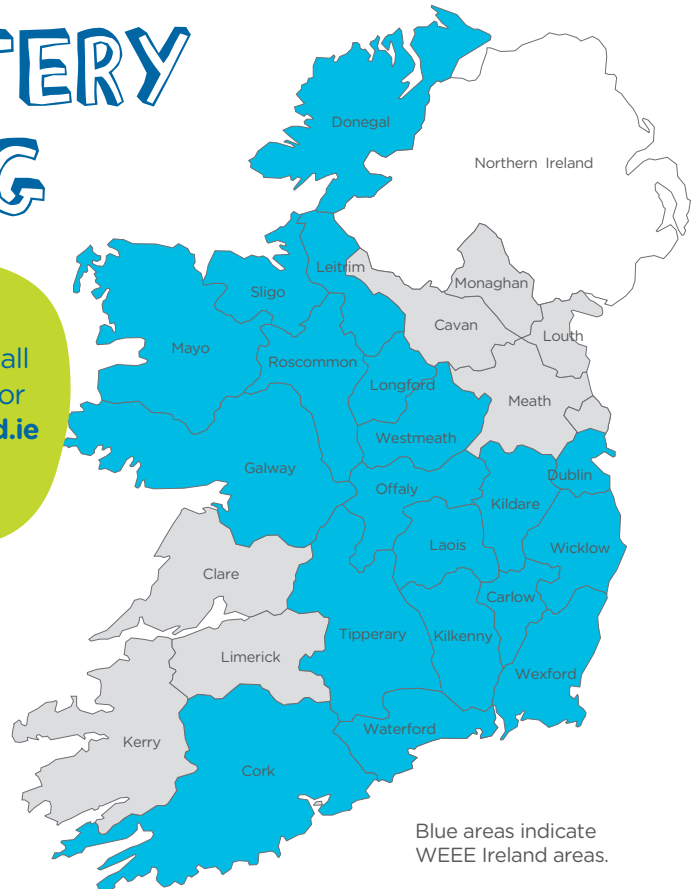 TERY
G
all
or
d.ie
Donegal
Northern Ireland
Leitrim
Monaghan
Sligo
Cavan
Louth
Mayo
Roscommon
Longford
Meath
Westmeath
Galway
Dublin
Offaly
Kildare
Laois
Wicklow
Clare
Carlow
Tipperary
Kilkenny
Limerick
Wexford
Waterford
Kerry
Cork
Blue areas indicate
WEEE Ireland areas.